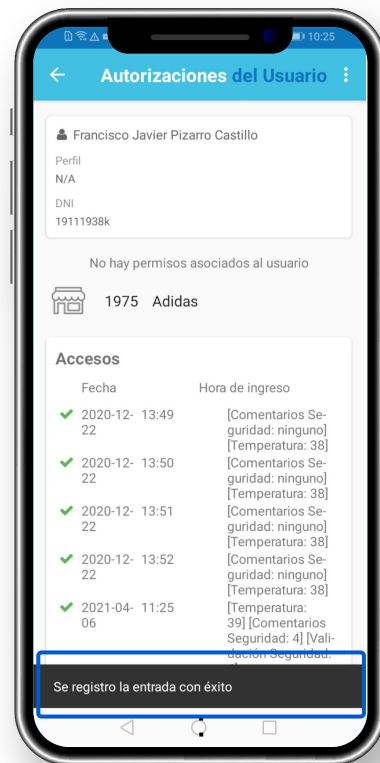 10:25
Autorizaciones del Usuario
Francisco Javier Pizarro Castillo
Perfil
N/A
DNI
19111938k
No hay permisos asociados al usuario
1975 Adidas
Accesos
Fecha Hora de ingreso
2020-12- 13:49 [Comentarios Se-
22 guridad: ninguno]
[Temperatura: 38]
2020-12- 13:50 [Comentarios Se-
22 guridad: ninguno]
[Temperatura: 38]
2020-12- 13:51 [Comentarios Se-
22 guridad: ninguno]
[Temperatura: 38]
2020-12- 13:52 [Comentarios Se-
22 guridad: ninguno]
[Temperatura: 38]
2021-04- 11:25 [Temperatura:
06 39] [Comentarios
Seguridad: 4] [Vali-
dación Seguridad:
Se registro la entrada con éxito